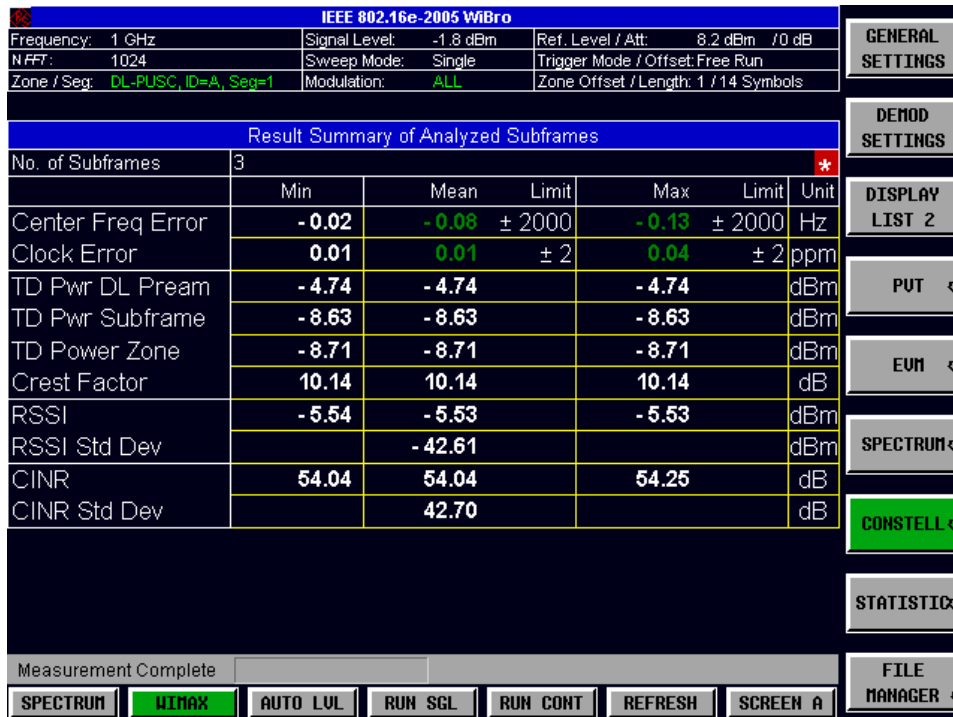 IEEE 802.16e-2005 WiBro
Frequency: 1 GHz Signal Level: -1.8 dBm Ref. Level / Att: 8.2 dBm /0 dB
N FFT: 1024 Sweep Mode: Single Trigger Mode / Offset: Free Run
Zone / Seg: DL-PUSC, ID=A, Seg=1 Modulation: ALL Zone Offset / Length: 1 / 14 Symbols
Result Summary of Analyzed Subframes
No. of Subframes 3 *
Min Mean Limit Max Limit Unit
Center Freq Error - 0.02 - 0.08 ± 2000 - 0.13 ± 2000 Hz
Clock Error 0.01 0.01 ± 2 0.04 ± 2 ppm
TD Pwr DL Pream - 4.74 - 4.74 - 4.74 dBm
TD Pwr Subframe - 8.63 - 8.63 - 8.63 dBm
TD Power Zone - 8.71 - 8.71 - 8.71 dBm
Crest Factor 10.14 10.14 10.14 dB
RSSI - 5.54 - 5.53 - 5.53 dBm
RSSI Std Dev - 42.61 dBm
CINR 54.04 54.04 54.25 dB
CINR Std Dev 42.70 dB
Measurement Complete
SPECTRUM WIMAX AUTO LVL RUN SGL RUN CONT REFRESH SCREEN A
GENERAL
SETTINGS
DEMOD
SETTINGS
DISPLAY
LIST 2
PVT
EVM
SPECTRUM
CONSTELL
STATISTIC
FILE
MANAGER